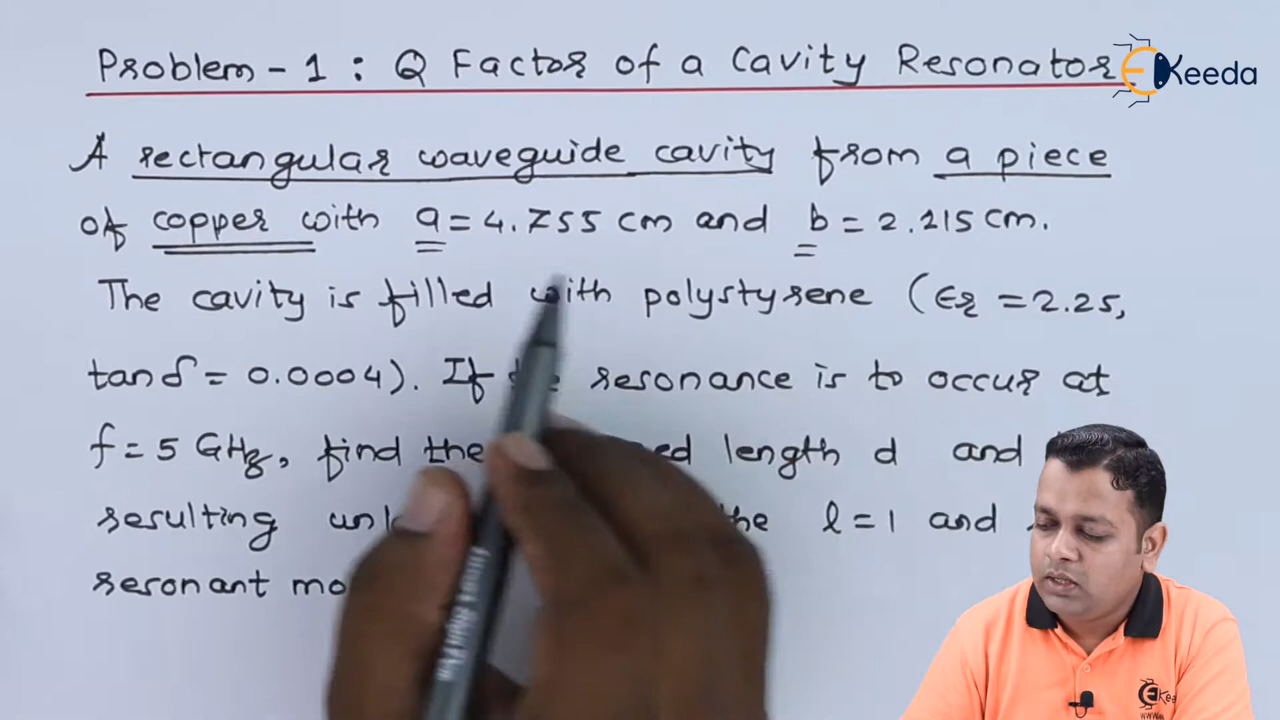 Problem - 1 : Q Factor of a Cavity Resonator
EKeeda
A rectangular waveguide cavity from a piece
of copper with a = 4.755 cm and b = 2.215 cm.
The cavity is filled with polystyrene (εr = 2.25,
tan δ = 0.0004). If the resonance is to occur at
f = 5 GHz, find the length d and
resulting the l = 1 and
resonant